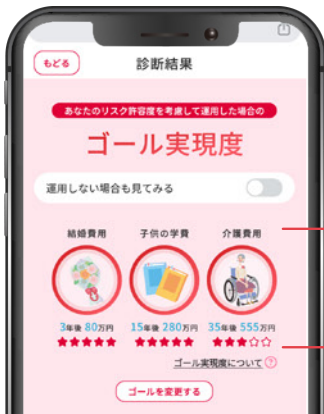 もどる
診断結果
あなたのリスク許容度を考慮して運用した場合の
ゴール実現度
運用しない場合も見てみる
結婚費用 子供の学費 介護費用
3年後 80万円 15年後 280万円 35年後 555万円
★★★★★ ★★★★★ ★★★☆☆
ゴール実現度について ?
ゴールを変更する